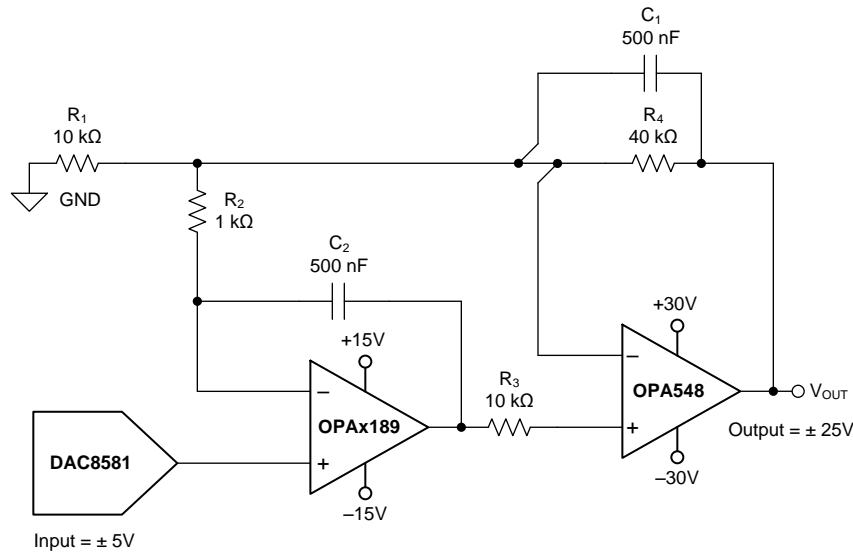 C₁
500 nF
R₁
10 kΩ
R₄
40 kΩ
GND
R₂
1 kΩ
C₂
500 nF
+15V
+30V
–
OPAx189
+
R₃
10 kΩ
–
OPA548
+
V_OUT
DAC8581
Output = ± 25V
–15V
–30V
Input = ± 5V